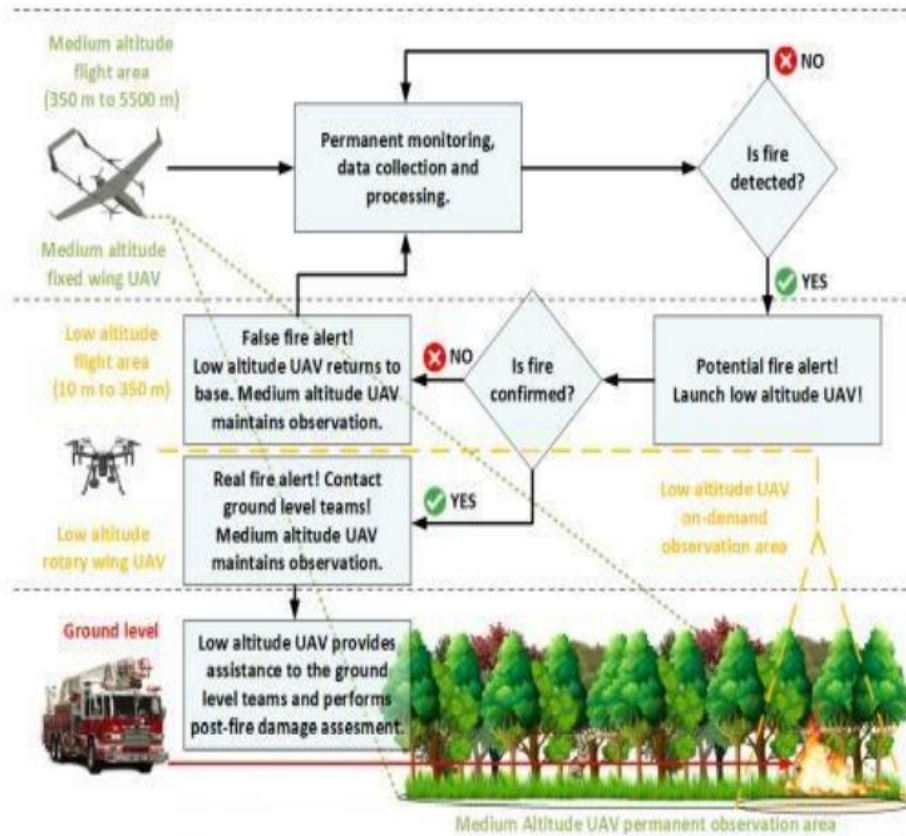 Medium altitude
flight area
(350 m to 5500 m)
Medium altitude
fixed wing UAV
Permanent monitoring,
data collection and
processing.
NO
Is fire
detected?
YES
Low altitude
flight area
(10 m to 350 m)
False fire alert!
Low altitude UAV returns to
base. Medium altitude UAV
maintains observation.
NO
Is fire
confirmed?
Potential fire alert!
Launch low altitude UAV!
Low altitude
rotary wing UAV
Real fire alert! Contact
ground level teams!
Medium altitude UAV
maintains observation.
YES
Low altitude UAV
on-demand
observation area
Ground level
Low altitude UAV provides
assistance to the ground
level teams and performs
post-fire damage assesment.
Medium Altitude UAV permanent observation area